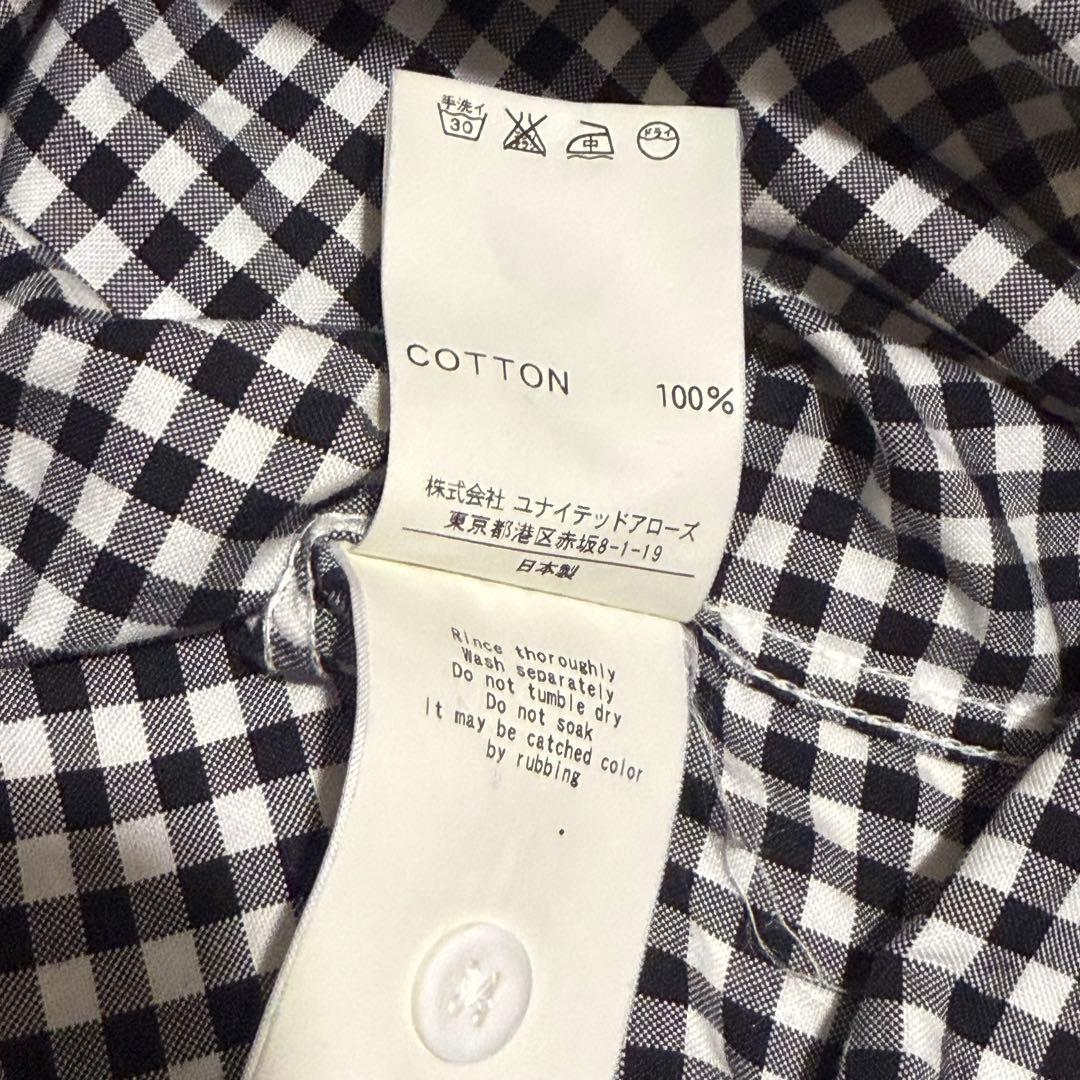 手洗イ
30
中
ドライ
COTTON 100%
株式会社 ユナイテッドアローズ
東京都港区赤坂8-1-19
日本製
Rince thoroughly
Wash separately
Do not tumble dry
Do not soak
It may be catched color
by rubbing